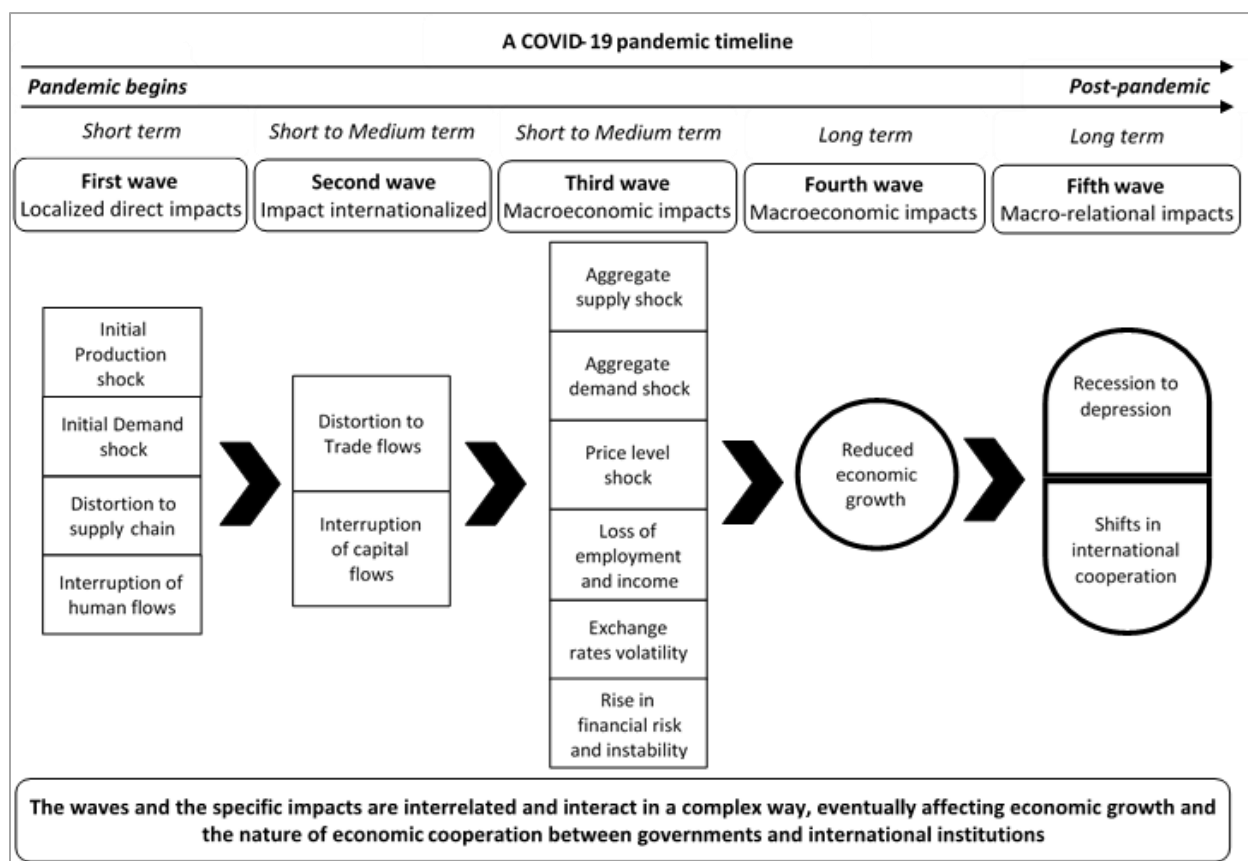 A COVID-19 pandemic timeline
Pandemic begins
Post-pandemic
Short term
Short to Medium term
Short to Medium term
Long term
Long term
First wave
Localized direct impacts
Second wave
Impact internationalized
Third wave
Macroeconomic impacts
Fourth wave
Macroeconomic impacts
Fifth wave
Macro-relational impacts
Initial
Production
shock
Initial Demand
shock
Distortion to
supply chain
Interruption of
human flows
Distortion to
Trade flows
Interruption
of capital
flows
Aggregate
supply shock
Aggregate
demand shock
Price level
shock
Loss of
employment
and income
Exchange
rates volatility
Rise in
financial risk
and instability
Reduced
economic
growth
Recession to
depression
Shifts in
international
cooperation
The waves and the specific impacts are interrelated and interact in a complex way, eventually affecting economic growth and
the nature of economic cooperation between governments and international institutions